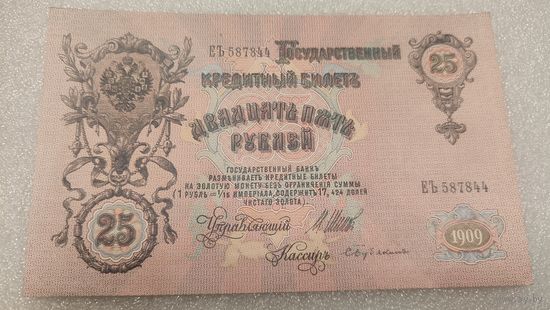 ЕЪ 587844 Государственный
25
Кредитный Билетъ
Двадцать пять
Рублей
ГОСУДАРСТВЕННЫЙ БАНКЪ
РАЗМѢНИВАЕТЪ КРЕДИТНЫЕ БИЛЕТЫ
НА ЗОЛОТУЮ МОНЕТУ БЕЗЪ ОГРАНИЧЕНІЯ СУММЫ
(1 РУБЛЬ = 1/15 ИМПЕРІАЛА, СОДЕРЖИТЪ 17,424 ДОЛЕЙ
ЧИСТАГО ЗОЛОТА)
ЕЪ 587844
25
Управляющій
Кассиръ
1909